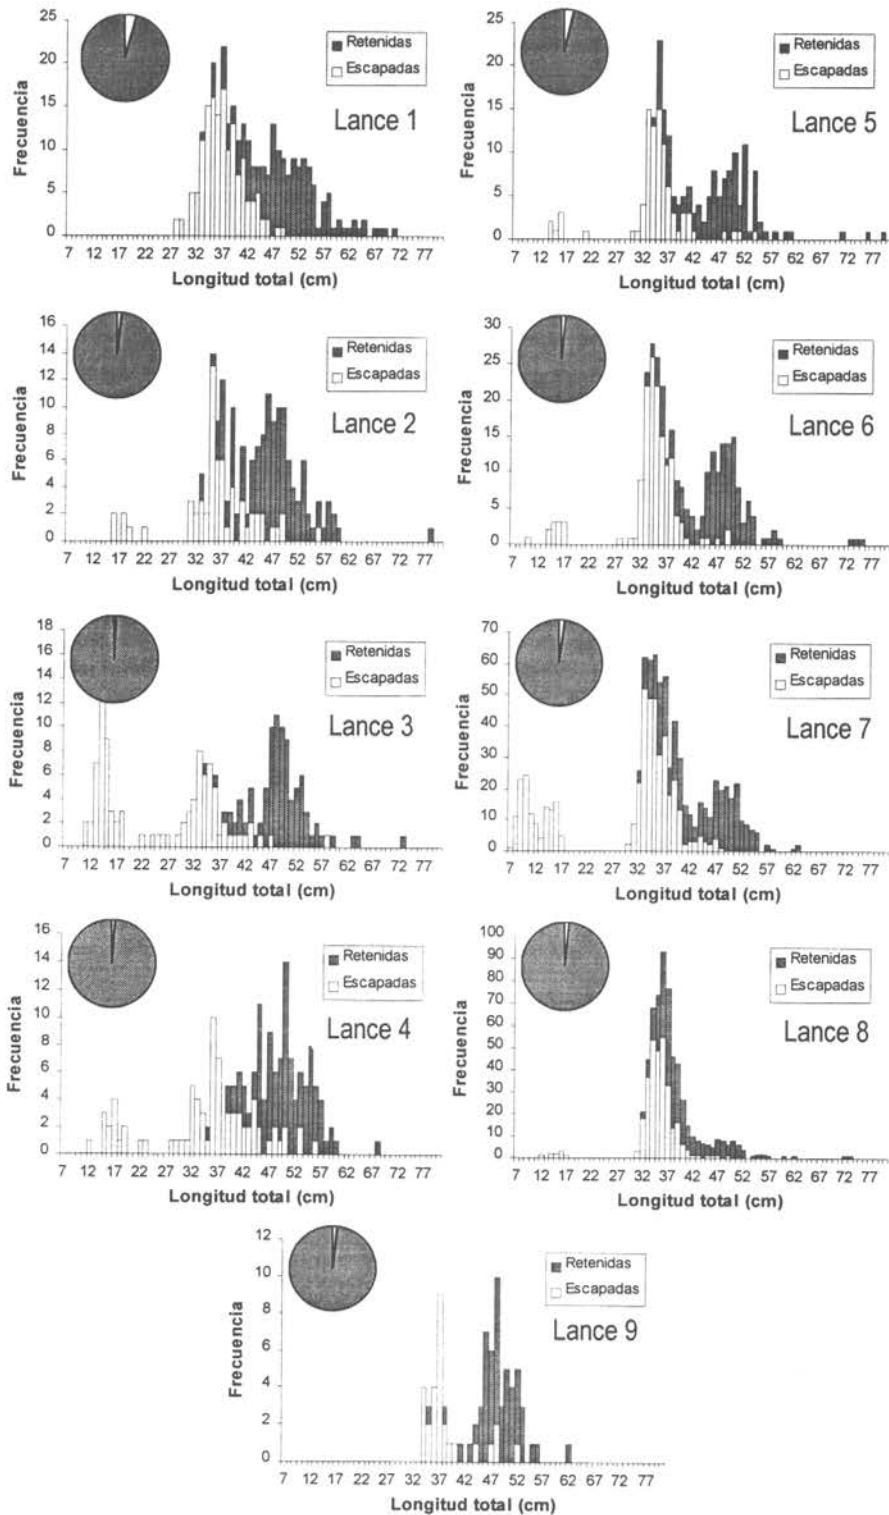 25
20
15
10
5
0
Frecuencia
Retenidas
Escapadas
Lance 1
7 12 17 22 27 32 37 42 47 52 57 62 67 72 77
Longitud total (cm)
25
20
15
10
5
0
Frecuencia
Retenidas
Escapadas
Lance 5
7 12 17 22 27 32 37 42 47 52 57 62 67 72 77
Longitud total (cm)
16
14
12
10
8
6
4
2
0
Frecuencia
Retenidas
Escapadas
Lance 2
7 12 17 22 27 32 37 42 47 52 57 62 67 72 77
Longitud total (cm)
30
25
20
15
10
5
0
Frecuencia
Retenidas
Escapadas
Lance 6
7 12 17 22 27 32 37 42 47 52 57 62 67 72 77
Longitud total (cm)
18
16
14
12
10
8
6
4
2
0
Frecuencia
Retenidas
Escapadas
Lance 3
7 12 17 22 27 32 37 42 47 52 57 62 67 72 77
Longitud total (cm)
70
60
50
40
30
20
10
0
Frecuencia
Retenidas
Escapadas
Lance 7
7 12 17 22 27 32 37 42 47 52 57 62 67 72 77
Longitud total (cm)
16
14
12
10
8
6
4
2
0
Frecuencia
Retenidas
Escapadas
Lance 4
7 12 17 22 27 32 37 42 47 52 57 62 67 72 77
Longitud total (cm)
100
90
80
70
60
50
40
30
20
10
0
Frecuencia
Retenidas
Escapadas
Lance 8
7 12 17 22 27 32 37 42 47 52 57 62 67 72 77
Longitud total (cm)
12
10
8
6
4
2
0
Frecuencia
Retenidas
Escapadas
Lance 9
7 12 17 22 27 32 37 42 47 52 57 62 67 72 77
Longitud total (cm)